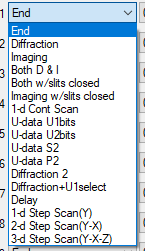 1 End
End
Diffraction
Imaging
Both D & I
Both w/slits closed
Imaging w/slits closed
1-d Cont Scan
U-data U1bits
U-data U2bits
U-data S2
U-data P2
Diffraction 2
Diffraction+U1select
Delay
1-d Step Scan(Y)
2-d Step Scan(Y-X)
3-d Step Scan(Y-X-Z)